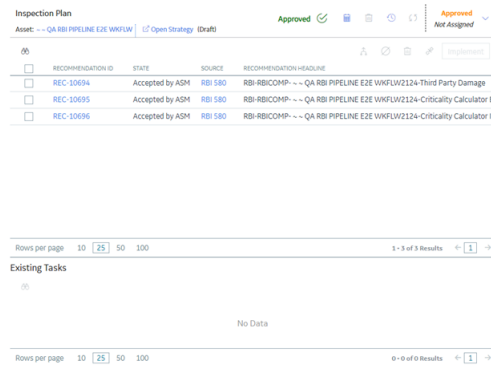 Inspection Plan
Approved
Approved
Not Assigned
Asset: ~ ~ QA RBI PIPELINE E2E WKFLW
Open Strategy (Draft)
Implement
RECOMMENDATION ID STATE SOURCE RECOMMENDATION HEADLINE
REC-10694 Accepted by ASM RBI 580 RBI-RBICOMP- ~ ~ QA RBI PIPELINE E2E WKFLW2124-Third Party Damage
REC-10695 Accepted by ASM RBI 580 RBI-RBICOMP- ~ ~ QA RBI PIPELINE E2E WKFLW2124-Criticality Calculator
REC-10696 Accepted by ASM RBI 580 RBI-RBICOMP- ~ ~ QA RBI PIPELINE E2E WKFLW2124-Criticality Calculator
Rows per page 10 25 50 100 1 - 3 of 3 Results 1
Existing Tasks
No Data
Rows per page 10 25 50 100 0 - 0 of 0 Results 1